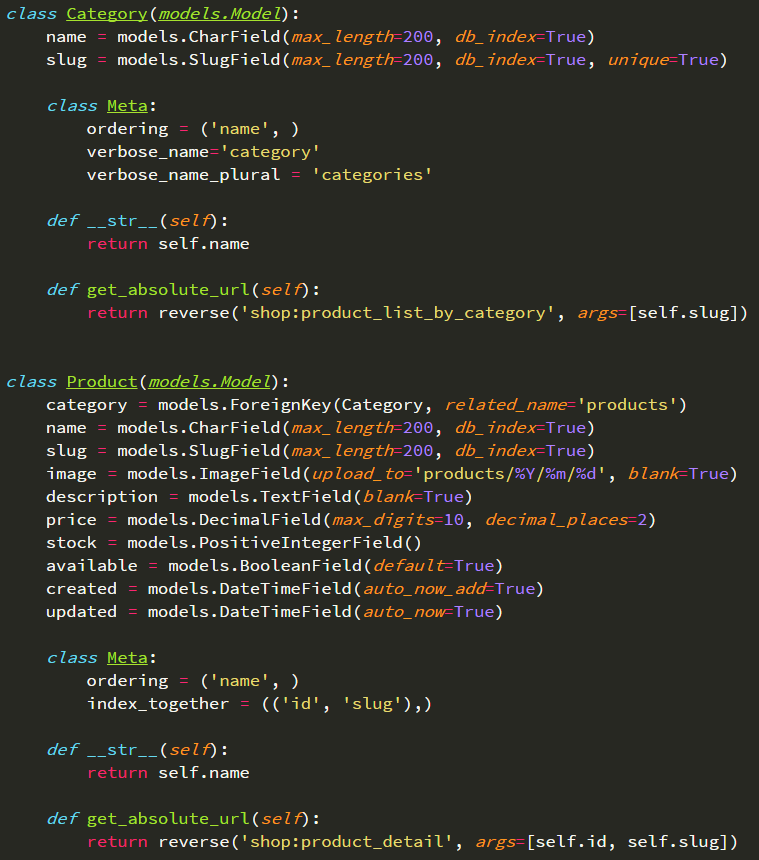 class Category(models.Model):
    name = models.CharField(max_length=200, db_index=True)
    slug = models.SlugField(max_length=200, db_index=True, unique=True)

    class Meta:
        ordering = ('name', )
        verbose_name='category'
        verbose_name_plural = 'categories'

    def __str__(self):
        return self.name

    def get_absolute_url(self):
        return reverse('shop:product_list_by_category', args=[self.slug])


class Product(models.Model):
    category = models.ForeignKey(Category, related_name='products')
    name = models.CharField(max_length=200, db_index=True)
    slug = models.SlugField(max_length=200, db_index=True)
    image = models.ImageField(upload_to='products/%Y/%m/%d', blank=True)
    description = models.TextField(blank=True)
    price = models.DecimalField(max_digits=10, decimal_places=2)
    stock = models.PositiveIntegerField()
    available = models.BooleanField(default=True)
    created = models.DateTimeField(auto_now_add=True)
    updated = models.DateTimeField(auto_now=True)

    class Meta:
        ordering = ('name', )
        index_together = (('id', 'slug'),)

    def __str__(self):
        return self.name

    def get_absolute_url(self):
        return reverse('shop:product_detail', args=[self.id, self.slug])